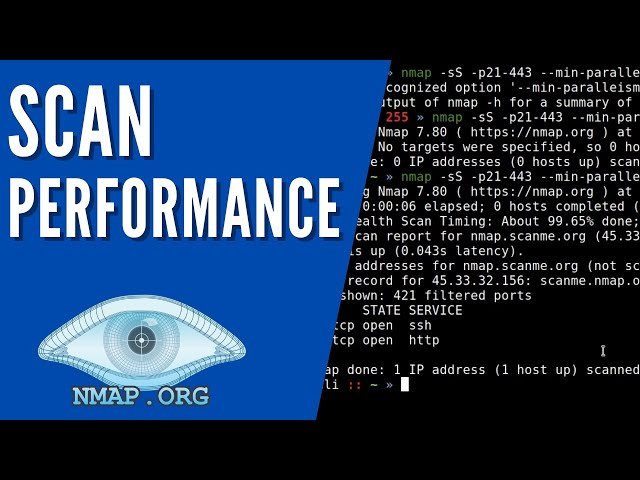 SCAN
PERFORMANCE
NMAP.ORG
» nmap -sS -p21-443 --min-paralle
cognized option '--min-paralleism
utput of nmap -h for a summary of
255 » nmap -sS -p21-443 --min-par
Nmap 7.80 ( https://nmap.org ) at
No targets were specified, so 0 h
ne: 0 IP addresses (0 hosts up) scan
~ » nmap -sS -p21-443 --min-parall
g Nmap 7.80 ( https://nmap.org ) at
0:00:06 elapsed; 0 hosts completed (
ealth Scan Timing: About 99.65% done;
can report for nmap.scanme.org (45.33
is up (0.043s latency).
addresses for nmap.scanme.org (not sc
record for 45.33.32.156: scanme.nmap.o
shown: 421 filtered ports
STATE SERVICE
tcp open ssh
tcp open http
ap done: 1 IP address (1 host up) scanned
li :: ~ »